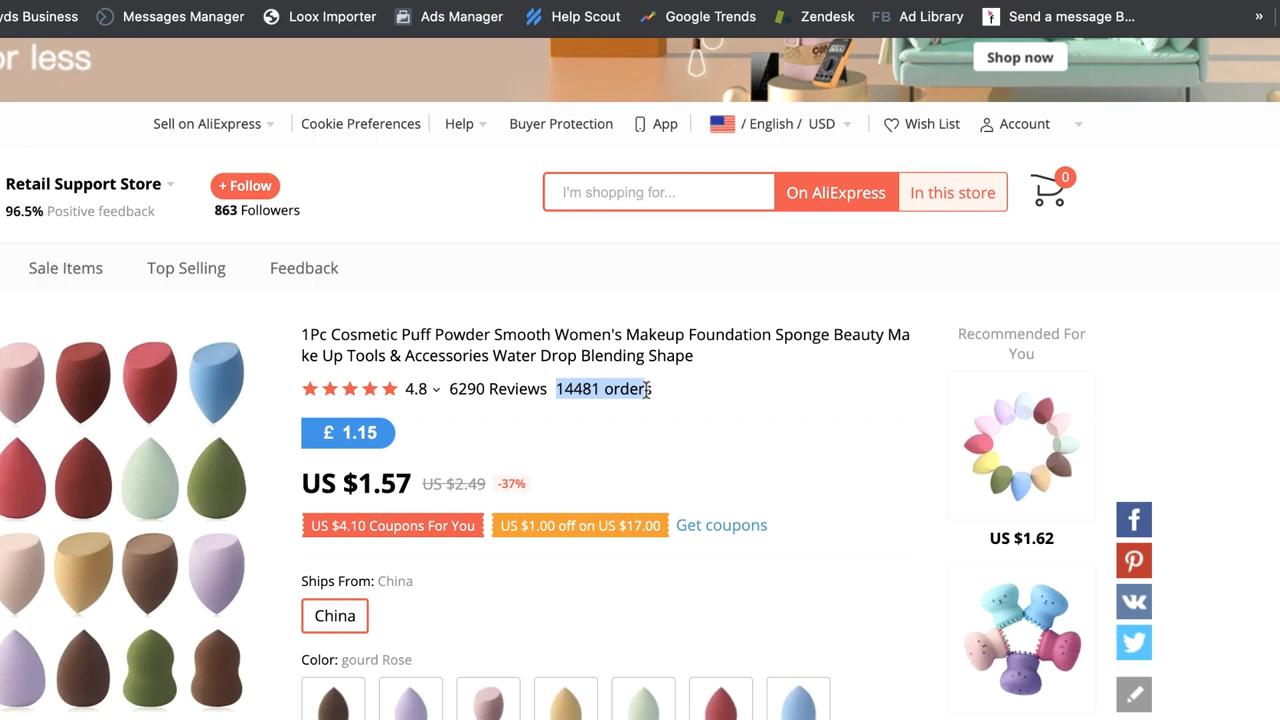 yds Business Messages Manager Loox Importer Ads Manager Help Scout Google Trends Zendesk FB Ad Library Send a message B... »
or less
Shop now
Sell on AliExpress Cookie Preferences Help Buyer Protection App / English / USD Wish List Account
Retail Support Store + Follow
96.5% Positive feedback 863 Followers
I'm shopping for... On AliExpress In this store 0
Sale Items Top Selling Feedback
1Pc Cosmetic Puff Powder Smooth Women's Makeup Foundation Sponge Beauty Ma
ke Up Tools & Accessories Water Drop Blending Shape
4.8 6290 Reviews 14481 orders
£ 1.15
US $1.57 US $2.49 -37%
US $4.10 Coupons For You US $1.00 off on US $17.00 Get coupons
Ships From: China
China
Color: gourd Rose
Recommended For
You
US $1.62